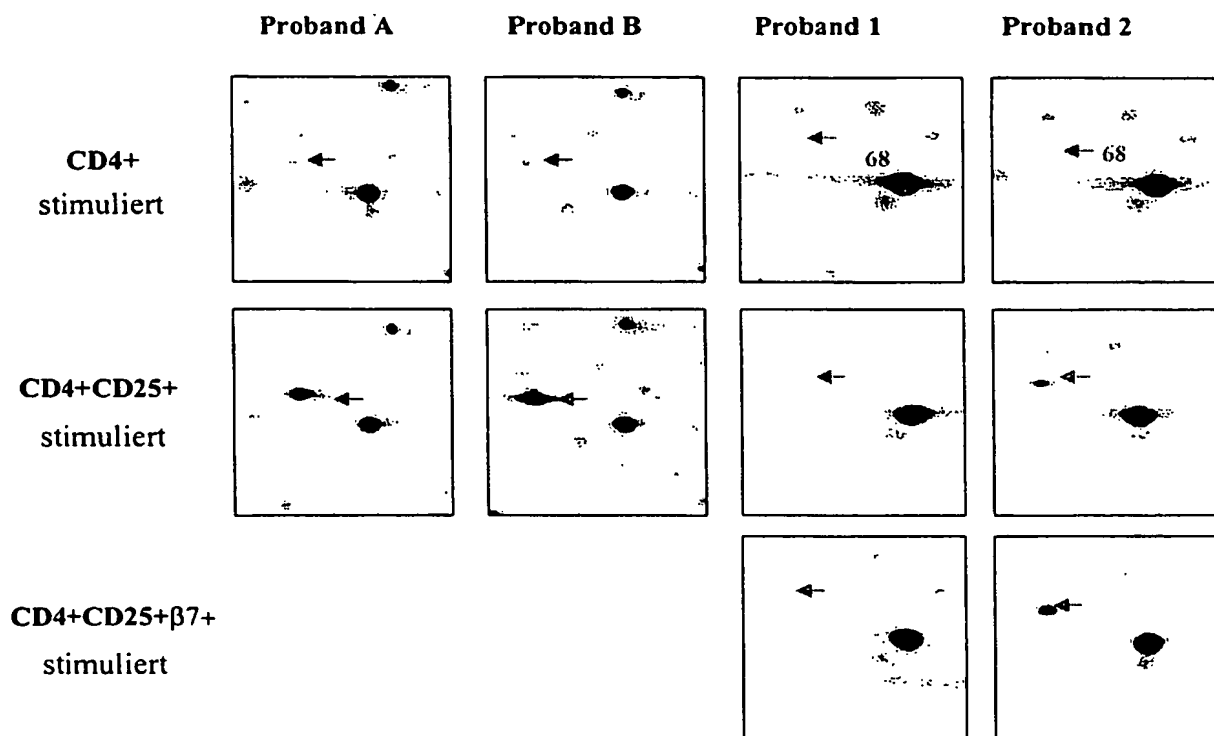 Proband A Proband B Proband 1 Proband 2
CD4+
stimuliert
68
68
CD4+CD25+
stimuliert
CD4+CD25+β7+
stimuliert